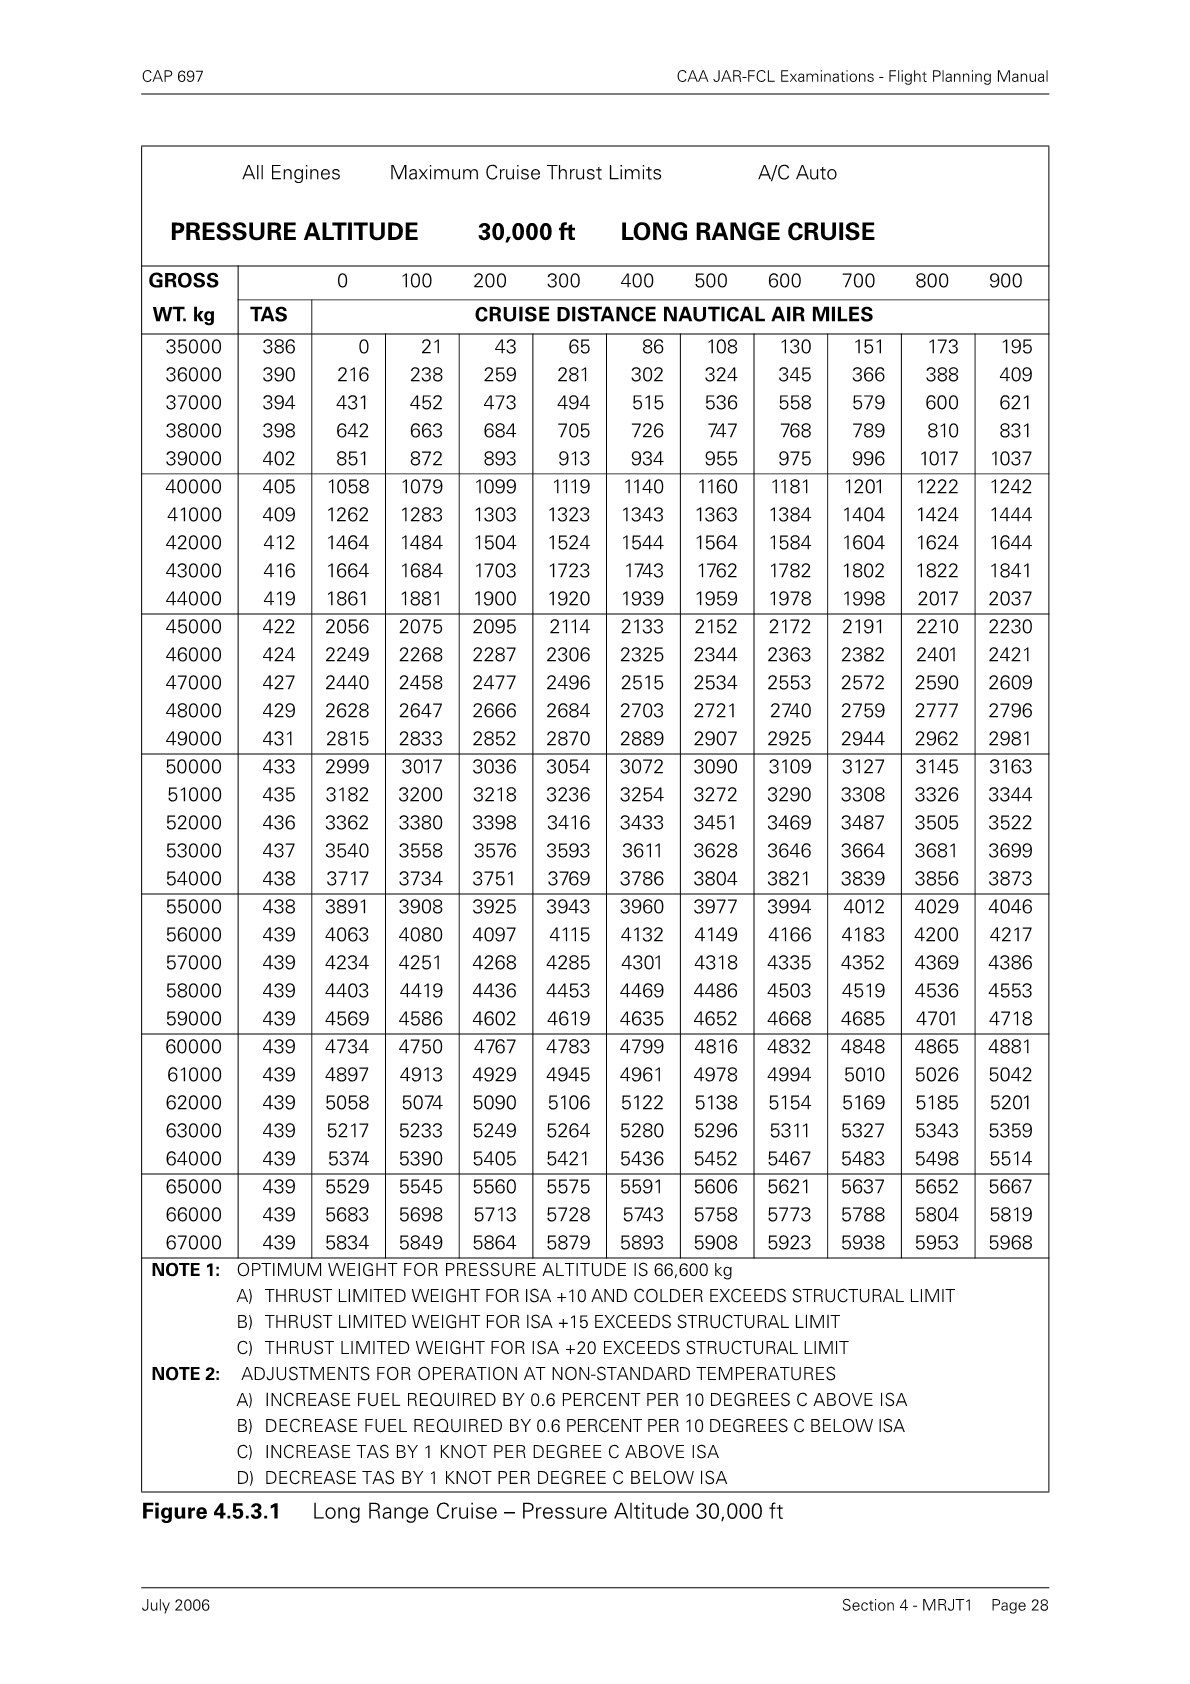 CAP 697 CAA JAR-FCL Examinations - Flight Planning Manual
All Engines Maximum Cruise Thrust Limits A/C Auto
PRESSURE ALTITUDE 30,000 ft LONG RANGE CRUISE
GROSS 0 100 200 300 400 500 600 700 800 900
WT. kg TAS CRUISE DISTANCE NAUTICAL AIR MILES
35000 386 0 21 43 65 86 108 130 151 173 195
36000 390 216 238 259 281 302 324 345 366 388 409
37000 394 431 452 473 494 515 536 558 579 600 621
38000 398 642 663 684 705 726 747 768 789 810 831
39000 402 851 872 893 913 934 955 975 996 1017 1037
40000 405 1058 1079 1099 1119 1140 1160 1181 1201 1222 1242
41000 409 1262 1283 1303 1323 1343 1363 1384 1404 1424 1444
42000 412 1464 1484 1504 1524 1544 1564 1584 1604 1624 1644
43000 416 1664 1684 1703 1723 1743 1762 1782 1802 1822 1841
44000 419 1861 1881 1900 1920 1939 1959 1978 1998 2017 2037
45000 422 2056 2075 2095 2114 2133 2152 2172 2191 2210 2230
46000 424 2249 2268 2287 2306 2325 2344 2363 2382 2401 2421
47000 427 2440 2458 2477 2496 2515 2534 2553 2572 2590 2609
48000 429 2628 2647 2666 2684 2703 2721 2740 2759 2777 2796
49000 431 2815 2833 2852 2870 2889 2907 2925 2944 2962 2981
50000 433 2999 3017 3036 3054 3072 3090 3109 3127 3145 3163
51000 435 3182 3200 3218 3236 3254 3272 3290 3308 3326 3344
52000 436 3362 3380 3398 3416 3433 3451 3469 3487 3505 3522
53000 437 3540 3558 3576 3593 3611 3628 3646 3664 3681 3699
54000 438 3717 3734 3751 3769 3786 3804 3821 3839 3856 3873
55000 438 3891 3908 3925 3943 3960 3977 3994 4012 4029 4046
56000 439 4063 4080 4097 4115 4132 4149 4166 4183 4200 4217
57000 439 4234 4251 4268 4285 4301 4318 4335 4352 4369 4386
58000 439 4403 4419 4436 4453 4469 4486 4503 4519 4536 4553
59000 439 4569 4586 4602 4619 4635 4652 4668 4685 4701 4718
60000 439 4734 4750 4767 4783 4799 4816 4832 4848 4865 4881
61000 439 4897 4913 4929 4945 4961 4978 4994 5010 5026 5042
62000 439 5058 5074 5090 5106 5122 5138 5154 5169 5185 5201
63000 439 5217 5233 5249 5264 5280 5296 5311 5327 5343 5359
64000 439 5374 5390 5405 5421 5436 5452 5467 5483 5498 5514
65000 439 5529 5545 5560 5575 5591 5606 5621 5637 5652 5667
66000 439 5683 5698 5713 5728 5743 5758 5773 5788 5804 5819
67000 439 5834 5849 5864 5879 5893 5908 5923 5938 5953 5968
NOTE 1: OPTIMUM WEIGHT FOR PRESSURE ALTITUDE IS 66,600 kg
A) THRUST LIMITED WEIGHT FOR ISA +10 AND COLDER EXCEEDS STRUCTURAL LIMIT
B) THRUST LIMITED WEIGHT FOR ISA +15 EXCEEDS STRUCTURAL LIMIT
C) THRUST LIMITED WEIGHT FOR ISA +20 EXCEEDS STRUCTURAL LIMIT
NOTE 2: ADJUSTMENTS FOR OPERATION AT NON-STANDARD TEMPERATURES
A) INCREASE FUEL REQUIRED BY 0.6 PERCENT PER 10 DEGREES C ABOVE ISA
B) DECREASE FUEL REQUIRED BY 0.6 PERCENT PER 10 DEGREES C BELOW ISA
C) INCREASE TAS BY 1 KNOT PER DEGREE C ABOVE ISA
D) DECREASE TAS BY 1 KNOT PER DEGREE C BELOW ISA
Figure 4.5.3.1 Long Range Cruise – Pressure Altitude 30,000 ft
July 2006 Section 4 - MRJT1 Page 28